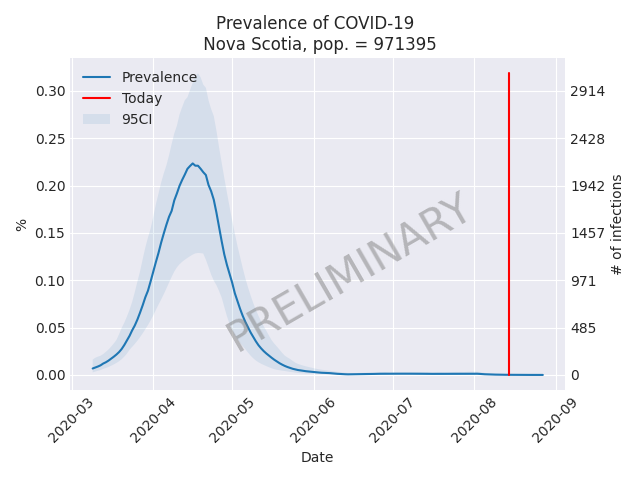 Prevalence of COVID-19
Nova Scotia, pop. = 971395
Prevalence
Today
95CI
0.30
0.25
0.20
0.15
0.10
0.05
0.00
%
2914
2428
1942
1457
971
485
0
# of infections
PRELIMINARY
2020-03
2020-04
2020-05
2020-06
2020-07
2020-08
2020-09
Date